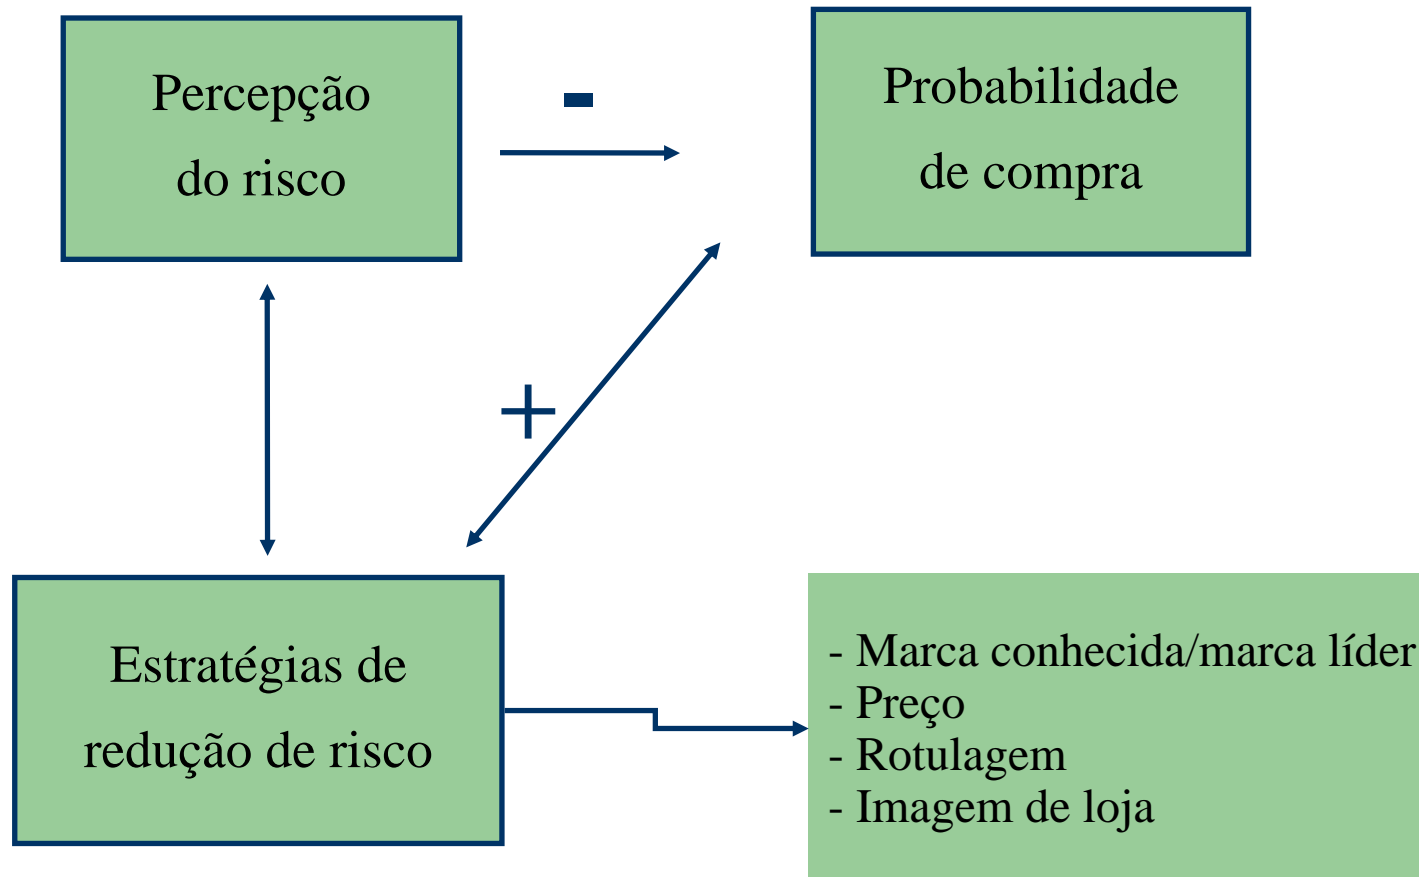 Percepção
do risco
-
Probabilidade
de compra
+
Estratégias de
redução de risco
- Marca conhecida/marca líder
- Preço
- Rotulagem
- Imagem de loja